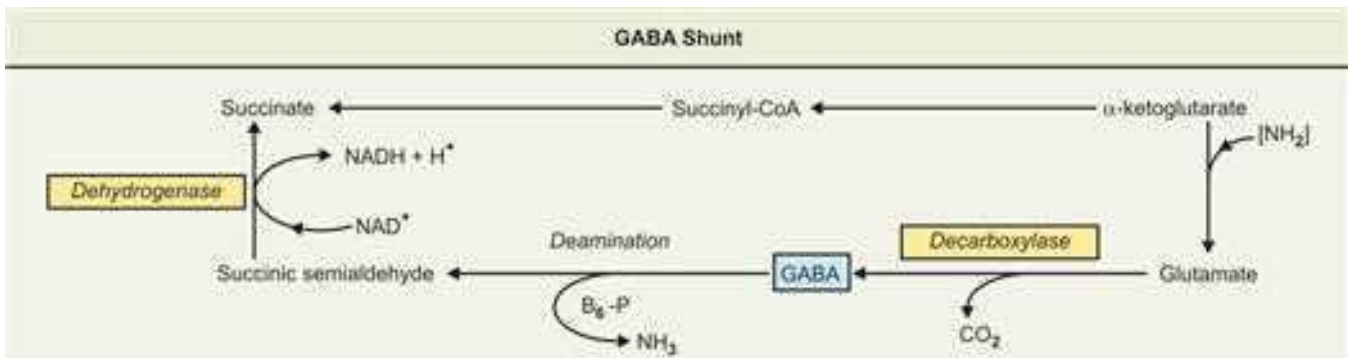 GABA Shunt
Succinate
Succinyl-CoA
α-ketoglutarate
[NH₂]
NADH + H⁺
Dehydrogenase
NAD⁺
Deamination
Decarboxylase
Succinic semialdehyde
GABA
Glutamate
B₆-P
NH₃
CO₂